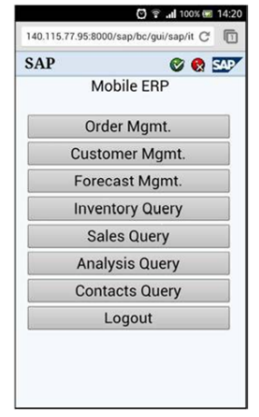 100% 14:20
140.115.77.95:8000/sap/bc/gui/sap/it
1
SAP SAP
Mobile ERP
Order Mgmt.
Customer Mgmt.
Forecast Mgmt.
Inventory Query
Sales Query
Analysis Query
Contacts Query
Logout